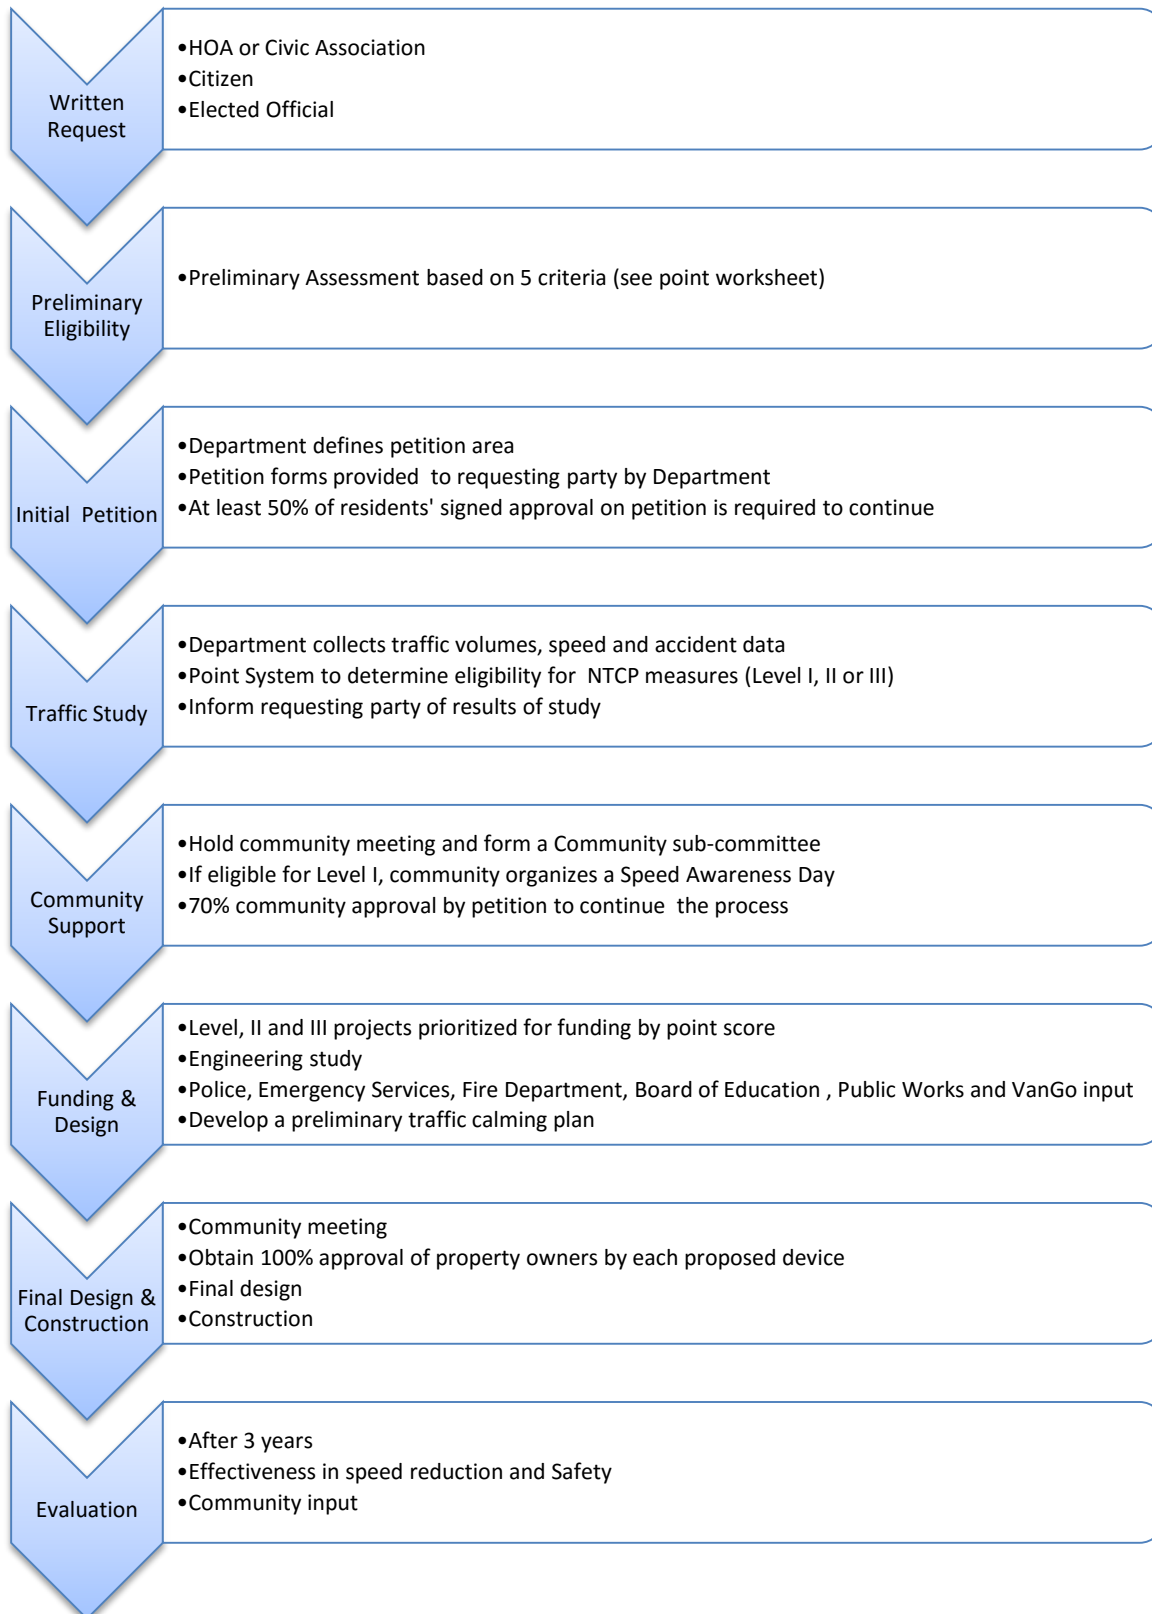 Written
Request
•HOA or Civic Association
•Citizen
•Elected Official
Preliminary
Eligibility
•Preliminary Assessment based on 5 criteria (see point worksheet)
Initial  Petition
•Department defines petition area
•Petition forms provided  to requesting party by Department
•At least 50% of residents' signed approval on petition is required to continue
Traffic Study
•Department collects traffic volumes, speed and accident data
•Point System to determine eligibility for  NTCP measures (Level I, II or III)
•Inform requesting party of results of study
Community
Support
•Hold community meeting and form a Community sub-committee
•If eligible for Level I, community organizes a Speed Awareness Day
•70% community approval by petition to continue  the process
Funding &
Design
•Level, II and III projects prioritized for funding by point score
•Engineering study
•Police, Emergency Services, Fire Department, Board of Education , Public Works and VanGo input
•Develop a preliminary traffic calming plan
Final Design &
Construction
•Community meeting
•Obtain 100% approval of property owners by each proposed device
•Final design
•Construction
Evaluation
•After 3 years
•Effectiveness in speed reduction and Safety
•Community input